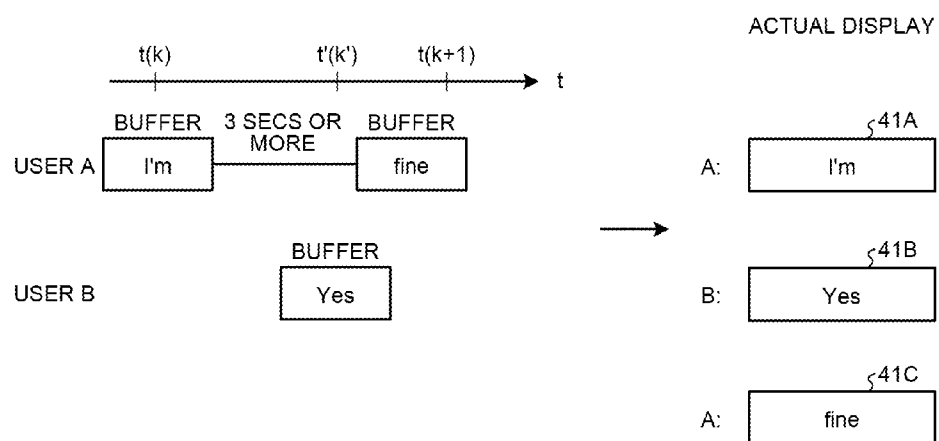 ACTUAL DISPLAY
t(k) t'(k') t(k+1)
t
BUFFER 3 SECS OR MORE BUFFER
USER A I'm fine
BUFFER
USER B Yes
41A
A: I'm
41B
B: Yes
41C
A: fine